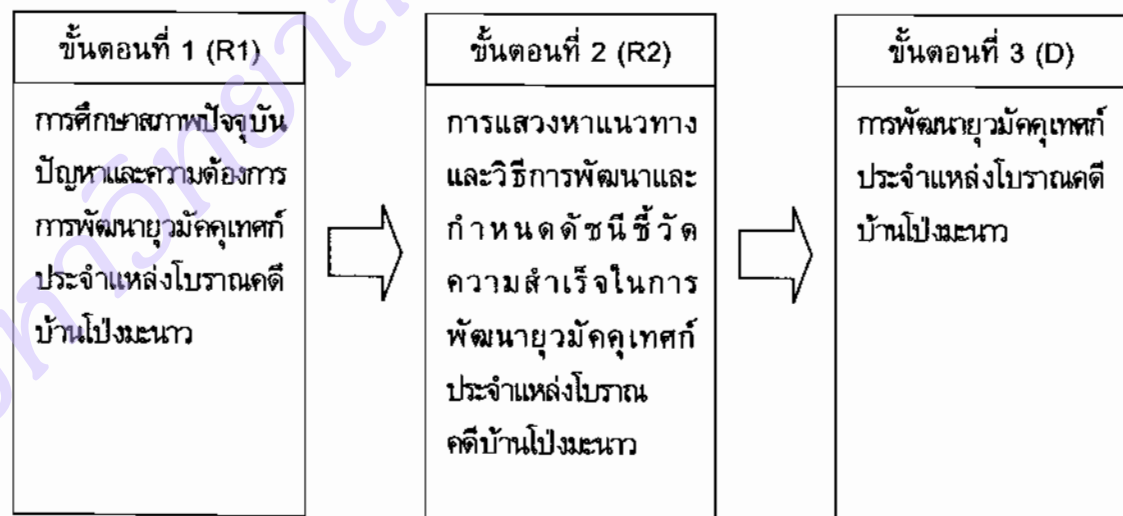 ขั้นตอนที่ 1 (R1)
การศึกษาสภาพปัจจุบัน
ปัญหาและความต้องการ
การพัฒนายุวมัคคุเทศก์
ประจำแหล่งโบราณคดี
บ้านโป่งมะนาว
ขั้นตอนที่ 2 (R2)
การแสวงหาแนวทาง
และวิธีการพัฒนาและ
กำหนดดัชนีชี้วัด
ความสำเร็จในการ
พัฒนายุวมัคคุเทศก์
ประจำแหล่งโบราณ
คดีบ้านโป่งมะนาว
ขั้นตอนที่ 3 (D)
การพัฒนายุวมัคคุเทศก์
ประจำแหล่งโบราณคดี
บ้านโป่งมะนาว